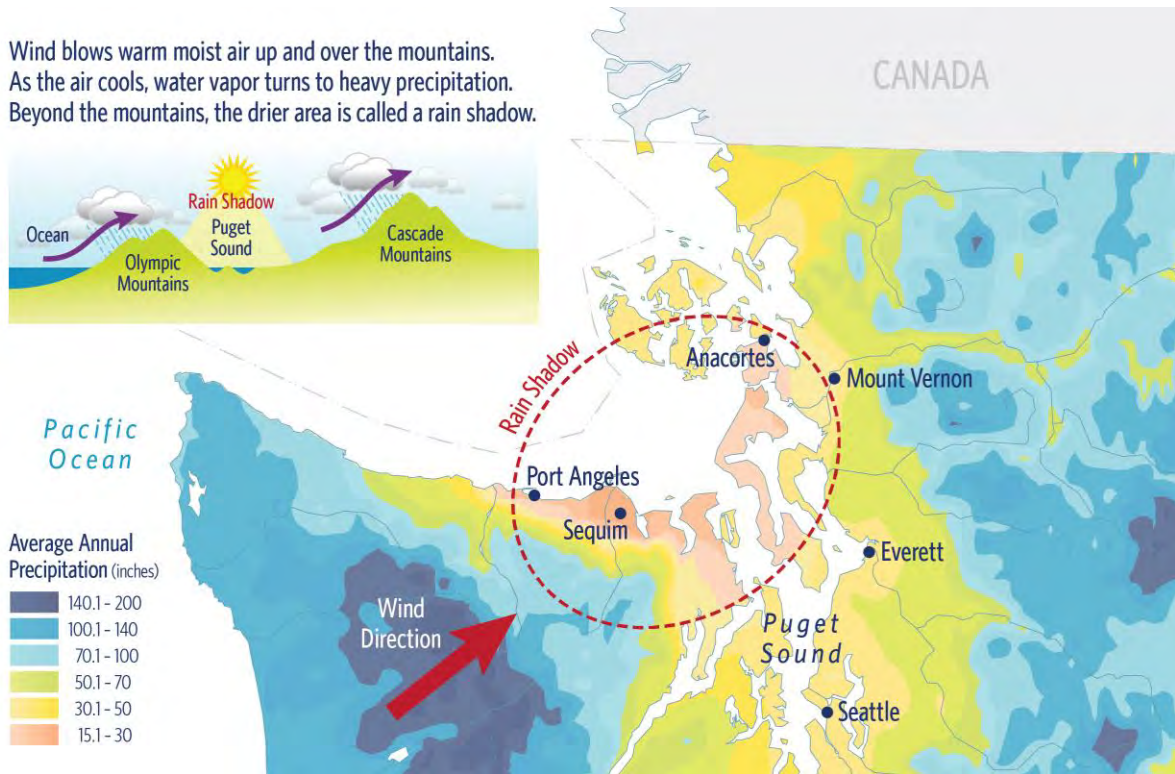 Wind blows warm moist air up and over the mountains.
As the air cools, water vapor turns to heavy precipitation.
Beyond the mountains, the drier area is called a rain shadow.
CANADA
Rain Shadow
Ocean
Puget
Sound
Olympic
Mountains
Cascade
Mountains
Rain Shadow
Anacortes
Mount Vernon
Pacific
Ocean
Port Angeles
Sequim
Everett
Average Annual
Precipitation (inches)
140.1 - 200
100.1 - 140
70.1 - 100
50.1 - 70
30.1 - 50
15.1 - 30
Wind
Direction
Puget
Sound
Seattle